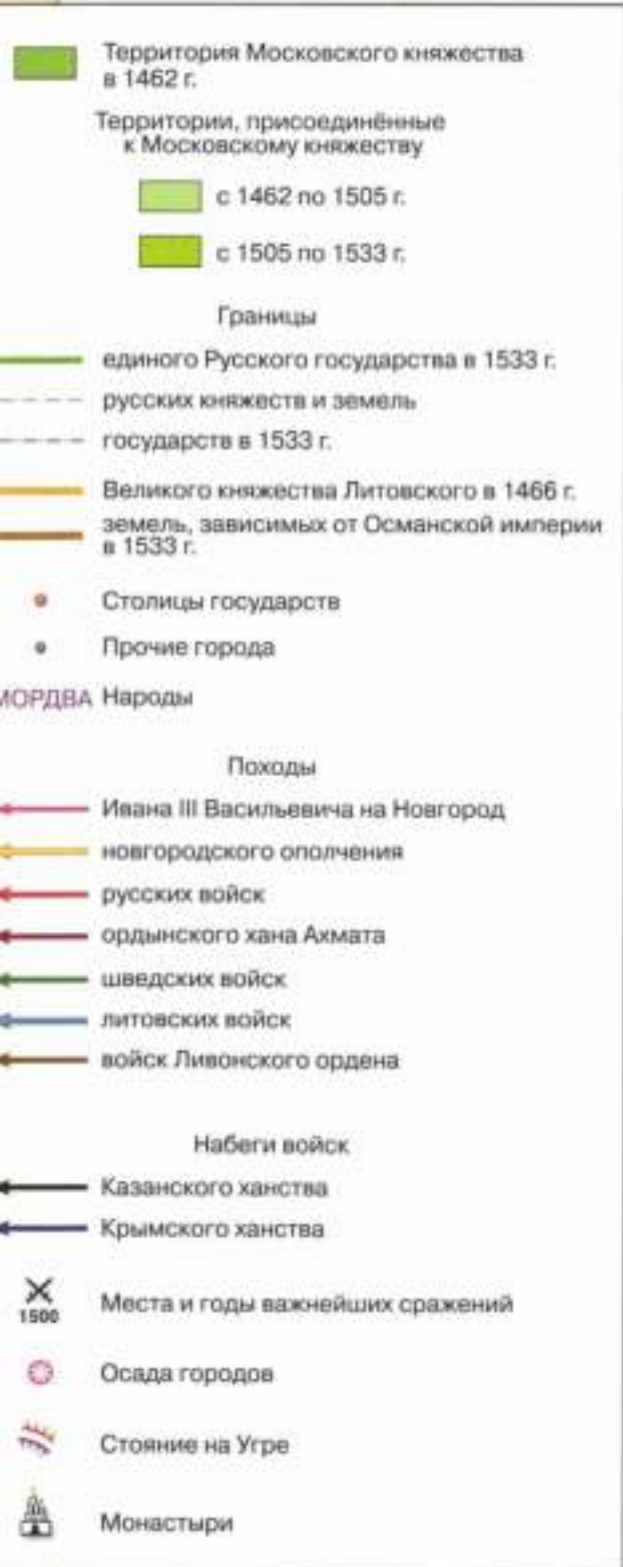 Территория Московского княжества
в 1462 г.
Территории, присоединённые
к Московскому княжеству
с 1462 по 1505 г.
с 1505 по 1533 г.
Границы
единого Русского государства в 1533 г.
русских княжеств и земель
государств в 1533 г.
Великого княжества Литовского в 1466 г.
земель, зависимых от Османской империи
в 1533 г.
Столицы государств
Прочие города
МОРДВА Народы
Походы
Ивана III Васильевича на Новгород
новгородского ополчения
русских войск
ордынского хана Ахмата
шведских войск
литовских войск
войск Ливонского ордена
Набеги войск
Казанского ханства
Крымского ханства
1500 Места и годы важнейших сражений
Осада городов
Стояние на Угре
Монастыри